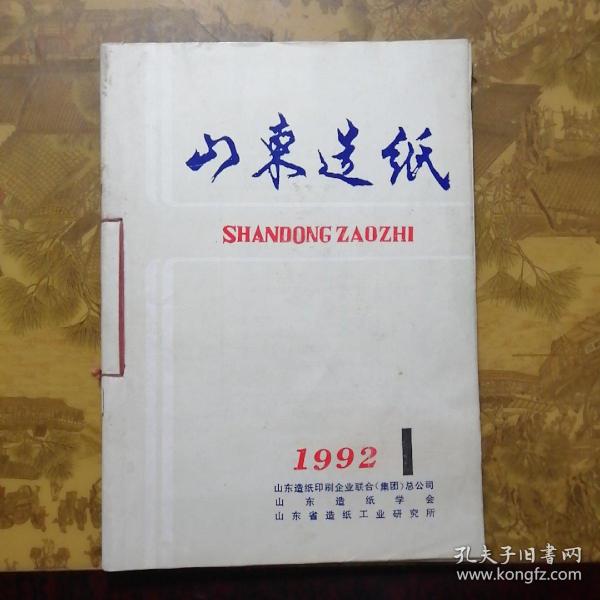 山東造纸
SHANDONG ZAOZHI
1992 1
山东造纸印刷企业联合(集团)总公司
山东造纸学会
山东省造纸工业研究所
孔夫子旧书网
www.kongfz.com